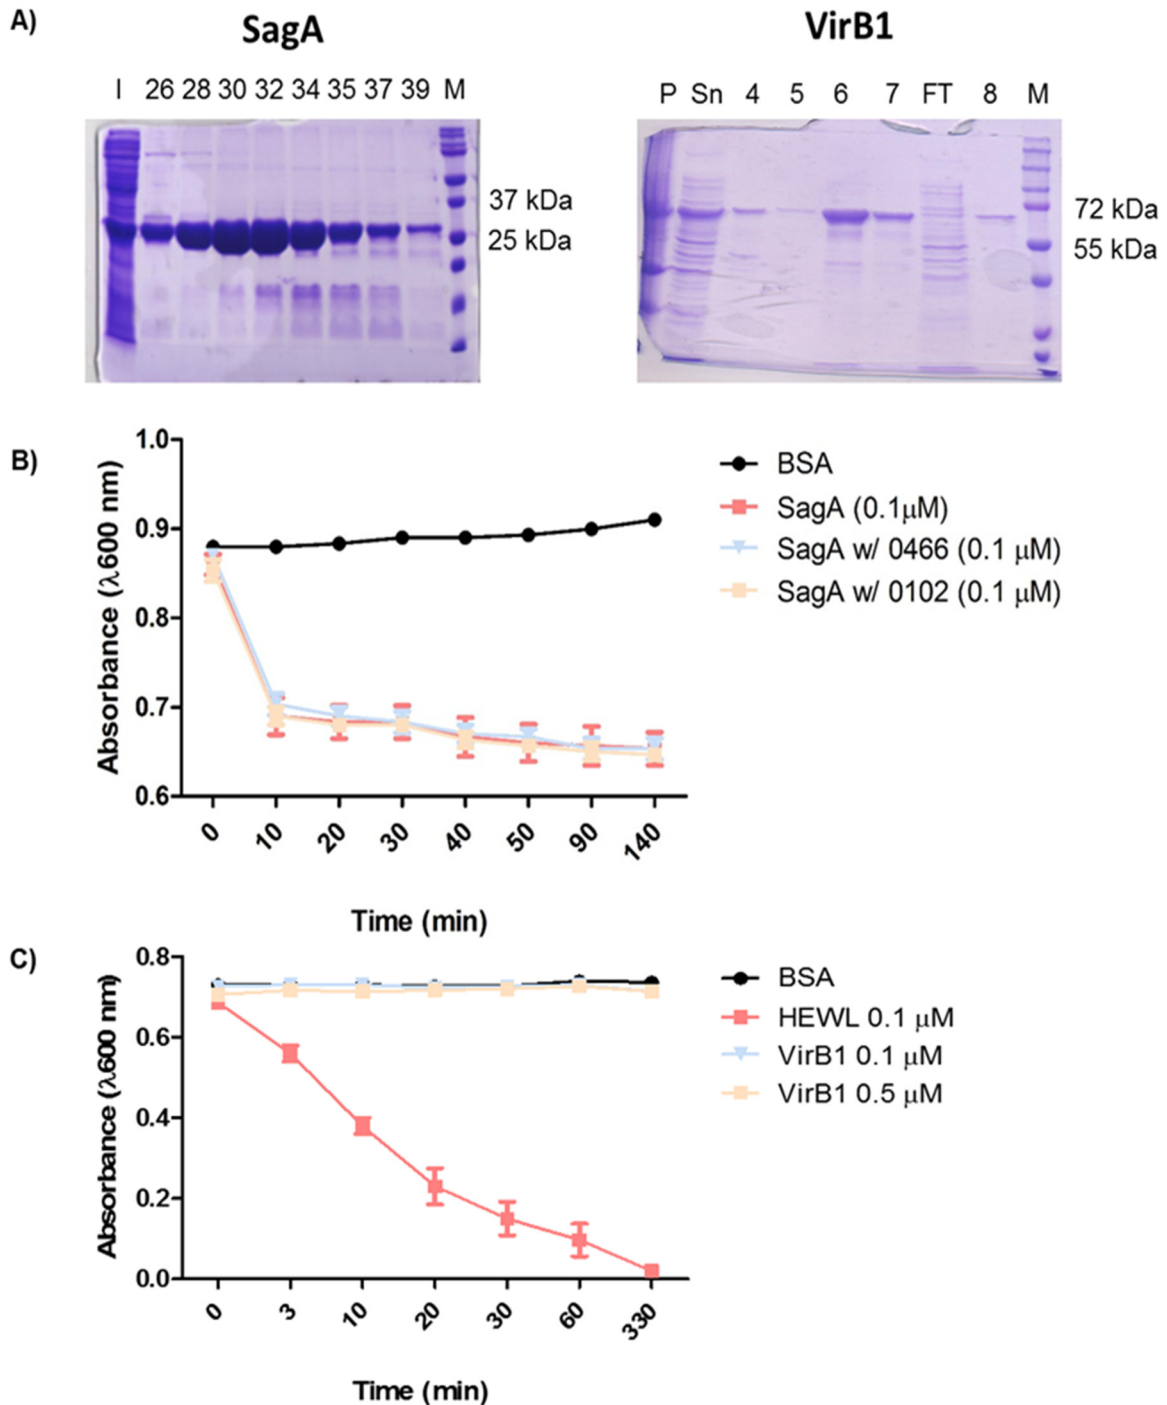 A)
SagA
VirB1
I 26 28 30 32 34 35 37 39 M
P Sn 4 5 6 7 FT 8 M
37 kDa
25 kDa
72 kDa
55 kDa
B)
Absorbance (λ600 nm)
1.0
0.9
0.8
0.7
0.6
0 10 20 30 40 50 90 140
Time (min)
BSA
SagA (0.1μM)
SagA w/ 0466 (0.1 μM)
SagA w/ 0102 (0.1 μM)
C)
Absorbance (λ600 nm)
0.8
0.6
0.4
0.2
0.0
0 3 10 20 30 60 330
Time (min)
BSA
HEWL 0.1 μM
VirB1 0.1 μM
VirB1 0.5 μM